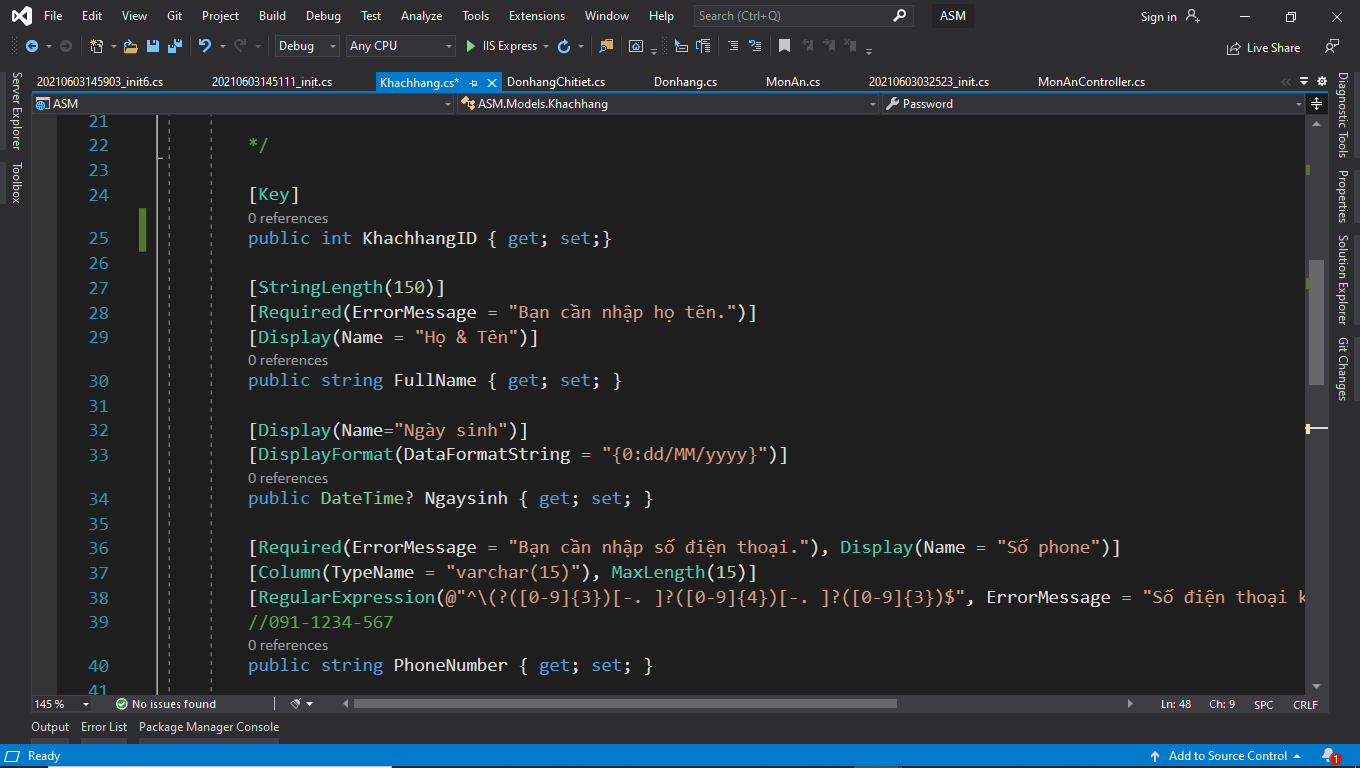 File Edit View Git Project Build Debug Test Analyze Tools Extensions Window Help Search (Ctrl+Q) ASM Sign in
Debug Any CPU IIS Express Live Share
20210603145903_init6.cs 20210603145111_init.cs Khachhang.cs* DonhangChitiet.cs Donhang.cs MonAn.cs 20210603032523_init.cs MonAnController.cs
ASM ASM.Models.Khachhang Password
Server Explorer
Toolbox
21
22 */
23
24 [Key]
0 references
25 public int KhachhangID { get; set;}
26
27 [StringLength(150)]
28 [Required(ErrorMessage = "Bạn cần nhập họ tên.")]
29 [Display(Name = "Họ & Tên")]
0 references
30 public string FullName { get; set; }
31
32 [Display(Name="Ngày sinh")]
33 [DisplayFormat(DataFormatString = "{0:dd/MM/yyyy}")]
0 references
34 public DateTime? Ngaysinh { get; set; }
35
36 [Required(ErrorMessage = "Bạn cần nhập số điện thoại."), Display(Name = "Số phone")]
37 [Column(TypeName = "varchar(15)"), MaxLength(15)]
38 [RegularExpression(@"^\(?([0-9]{3})[-. ]?([0-9]{4})[-. ]?([0-9]{3})$", ErrorMessage = "Số điện thoại k
39 //091-1234-567
0 references
40 public string PhoneNumber { get; set; }
41
Diagnostic Tools
Properties
Solution Explorer
Git Changes
145 % No issues found Ln: 48 Ch: 9 SPC CRLF
Output Error List Package Manager Console
Ready Add to Source Control 1